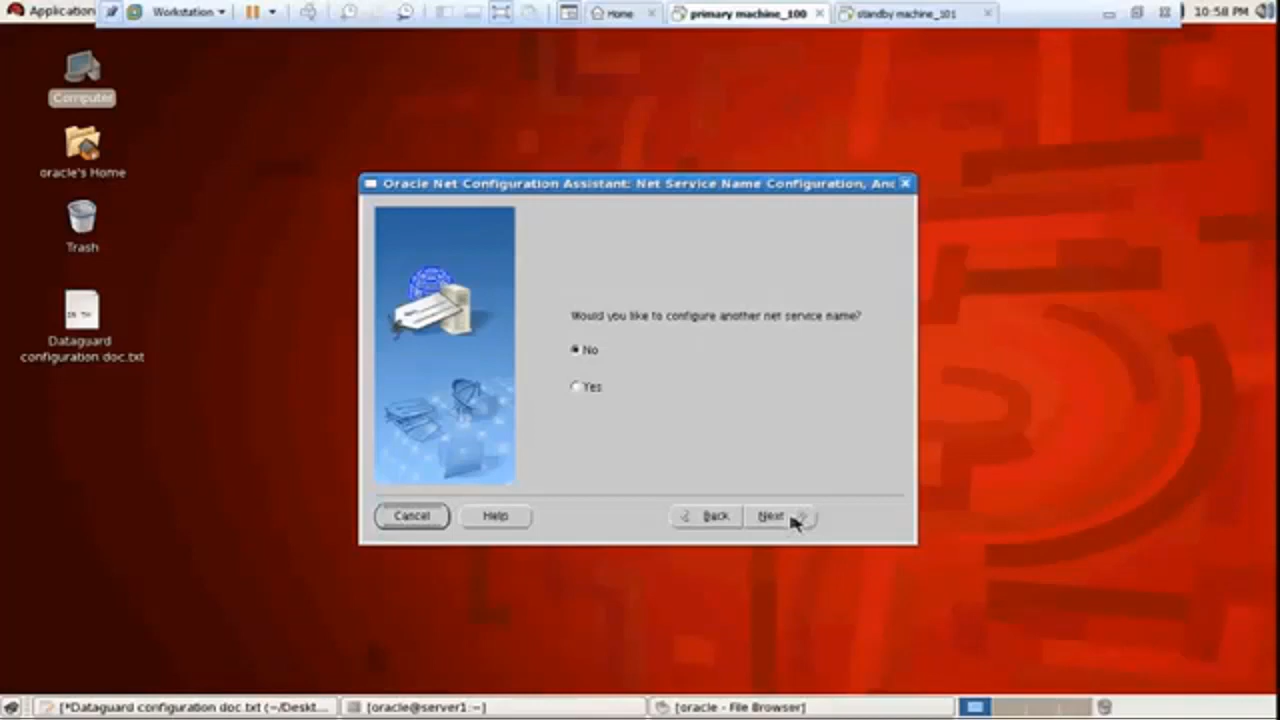 Application
Workstation
Home
primary machine_100
standby machine_101
10:58 PM
Computer
oracle's Home
Trash
Dataguard
configuration doc.txt
Oracle Net Configuration Assistant: Net Service Name Configuration, Ano
Would you like to configure another net service name?
No
Yes
Cancel
Help
Back
Next
[*Dataguard configuration doc.txt (~/Deskt...
[oracle@server1:~]
[oracle - File Browser]